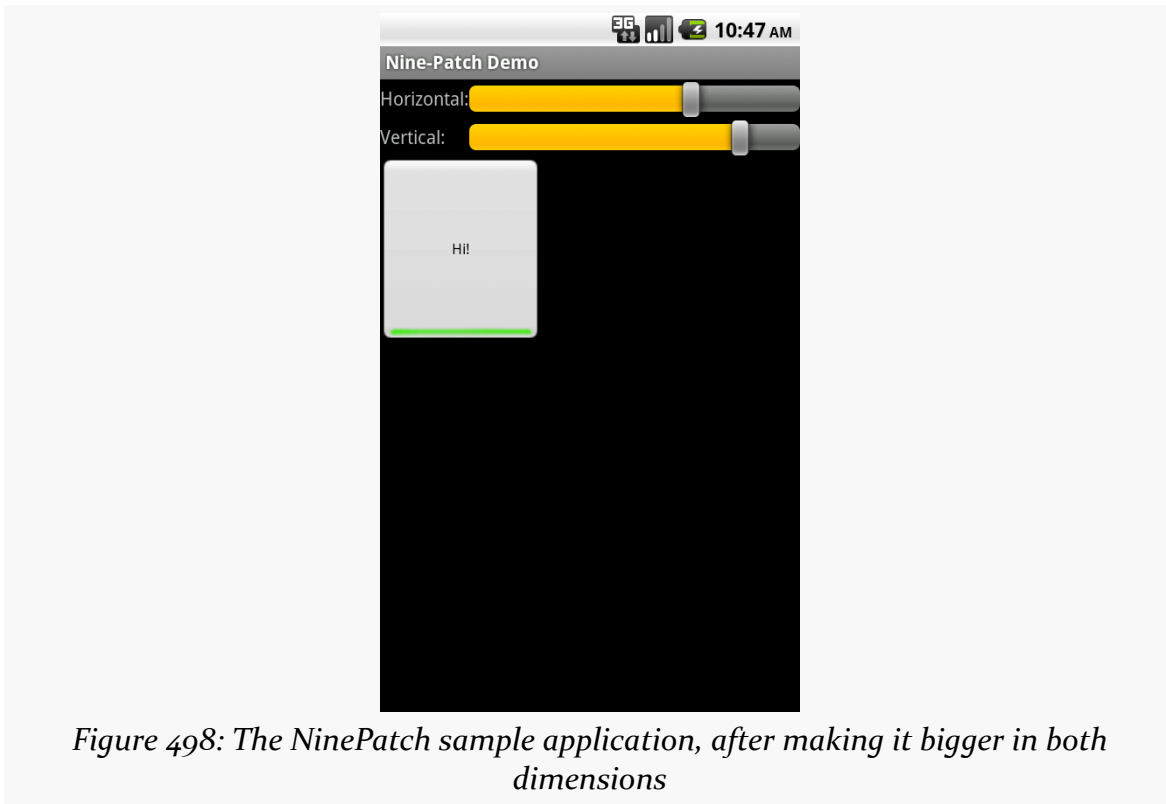 3G 10:47 AM
Nine-Patch Demo
Horizontal:
Vertical:
Hi!
Figure 498: The NinePatch sample application, after making it bigger in both
dimensions